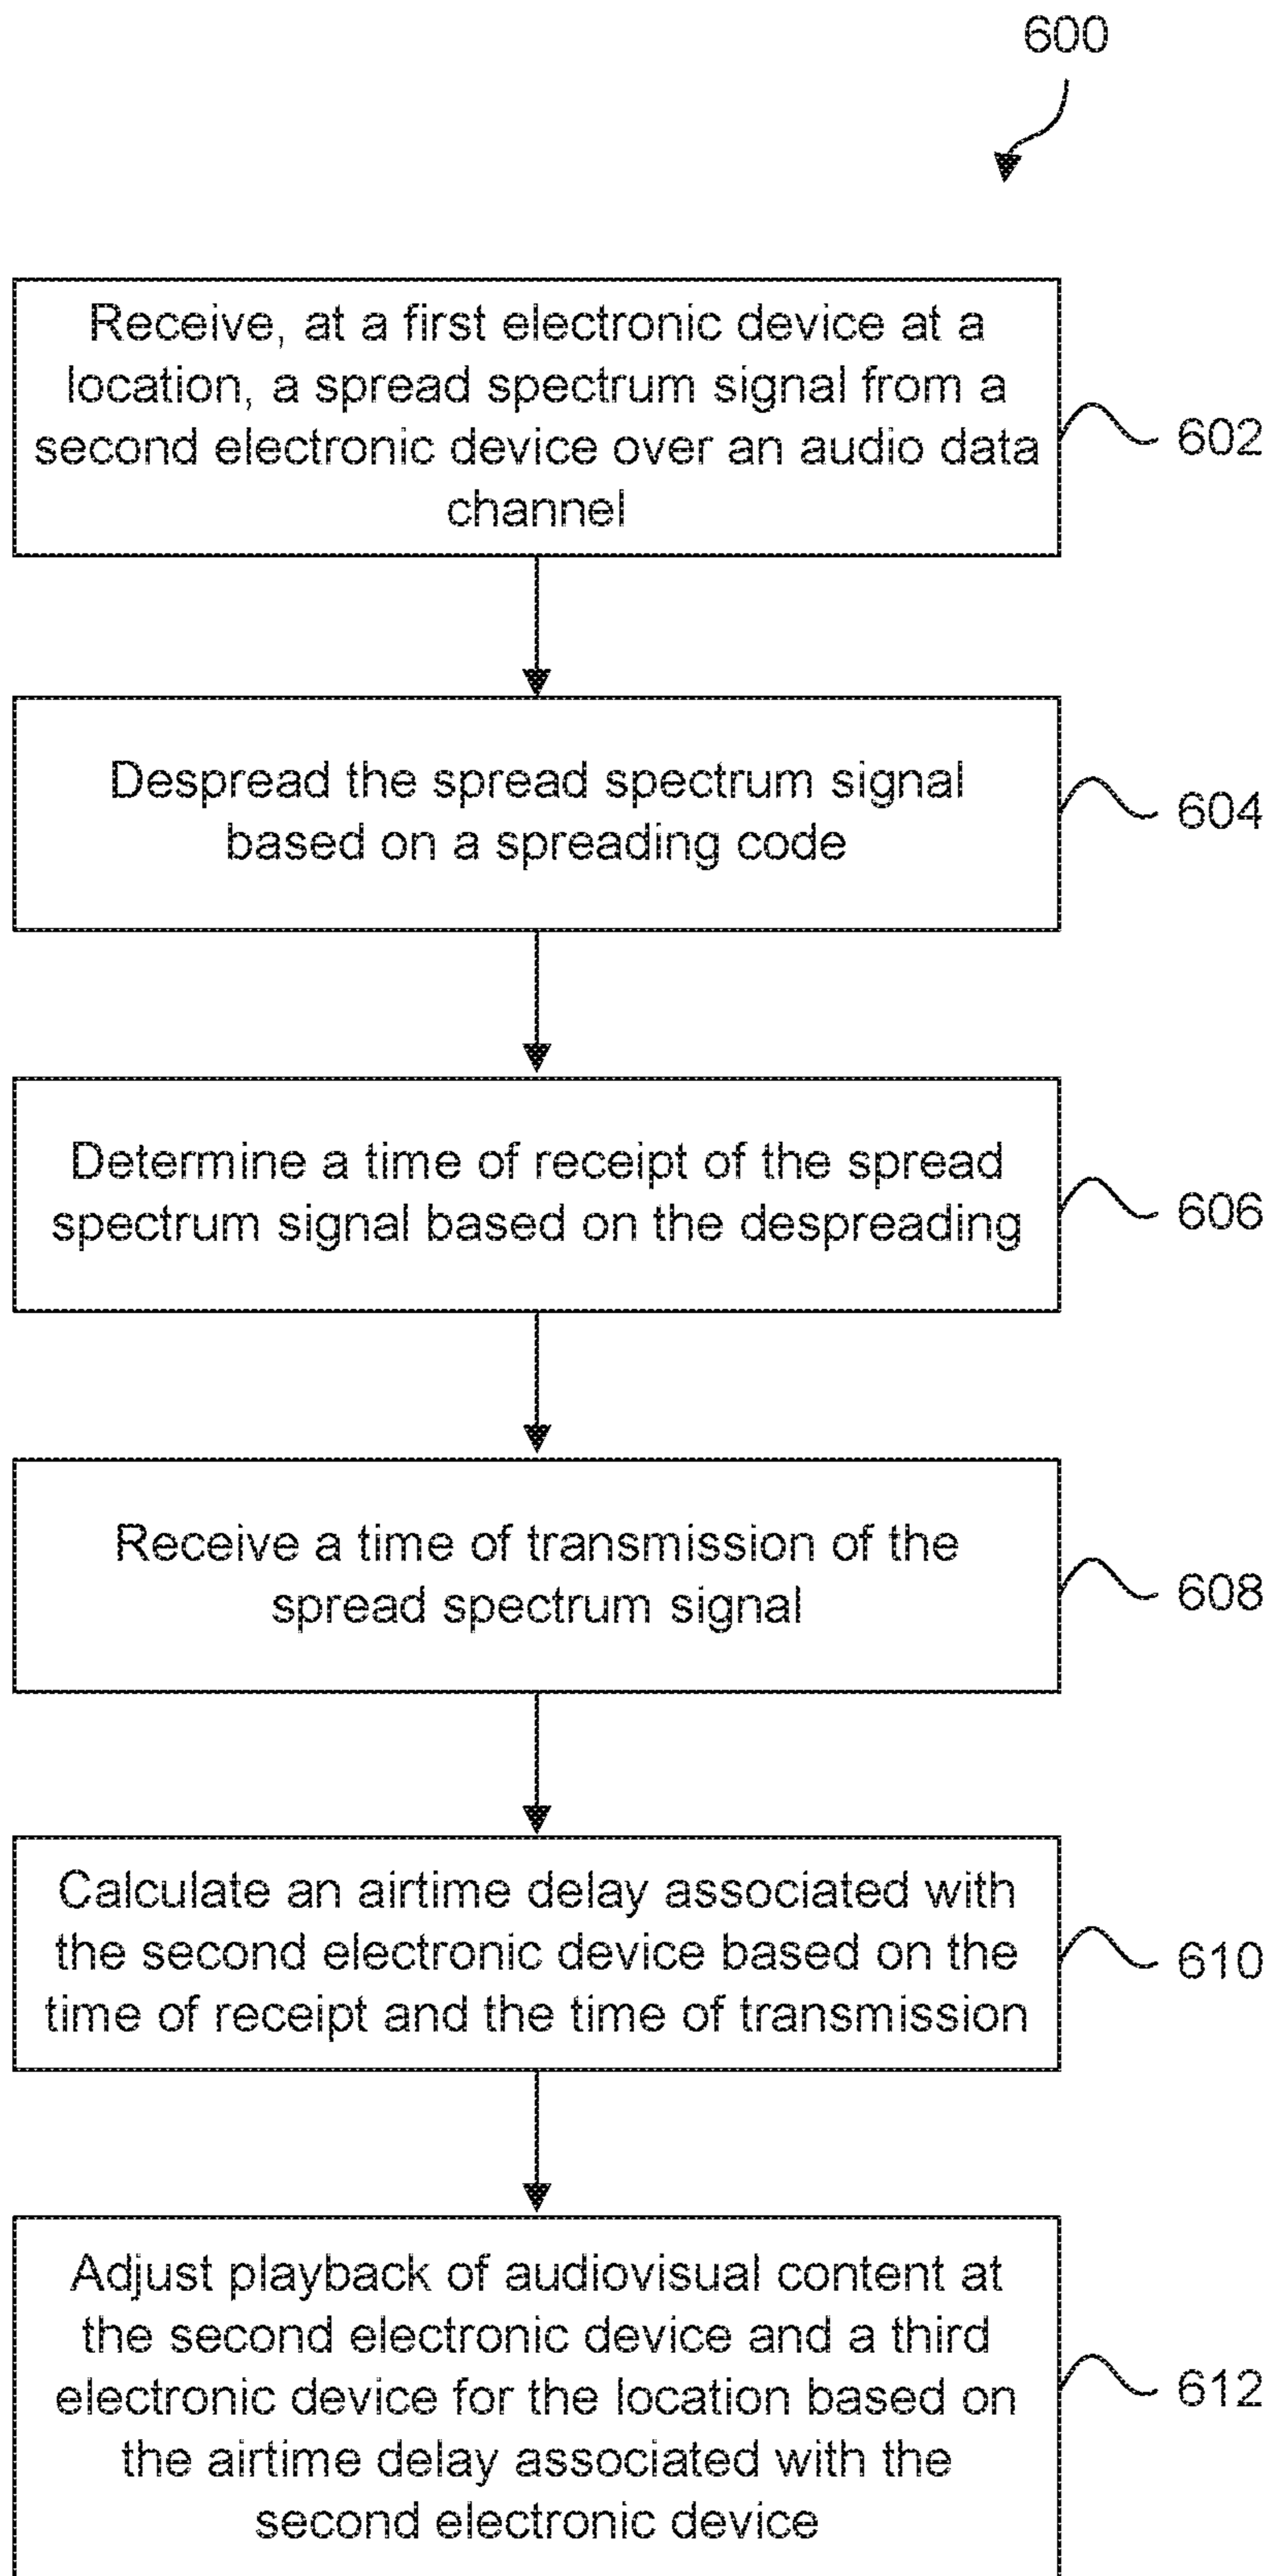 600
Receive, at a first electronic device at a
location, a spread spectrum signal from a
second electronic device over an audio data
channel
602
Despread the spread spectrum signal
based on a spreading code
604
Determine a time of receipt of the spread
spectrum signal based on the despreading
606
Receive a time of transmission of the
spread spectrum signal
608
Calculate an airtime delay associated with
the second electronic device based on the
time of receipt and the time of transmission
610
Adjust playback of audiovisual content at
the second electronic device and a third
electronic device for the location based on
the airtime delay associated with the
second electronic device
612